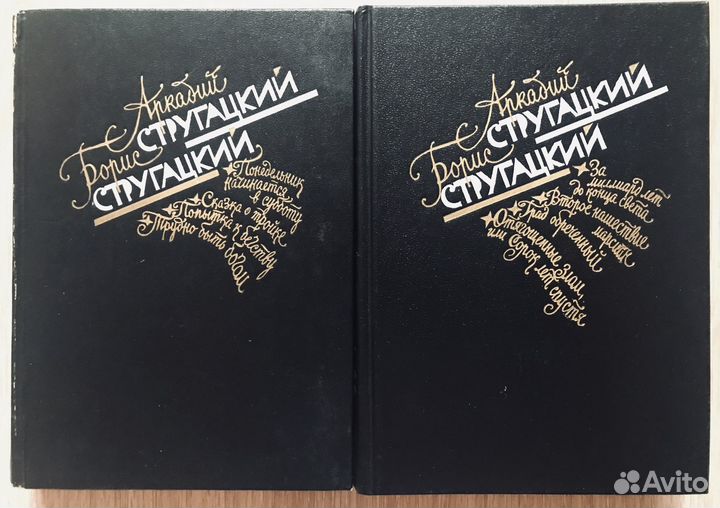 Аркадий
СТРУГАЦКИЙ
Борис
СТРУГАЦКИЙ
Понедельник
начинается
в субботу
Сказка о тройке
Попытка к бегству
Трудно быть богом
Аркадий
СТРУГАЦКИЙ
Борис
СТРУГАЦКИЙ
За
миллиард лет
до конца света
Второе нашествие
марсиан
Град обреченный
Отягощенные злом,
или Сорок лет спустя
Avito